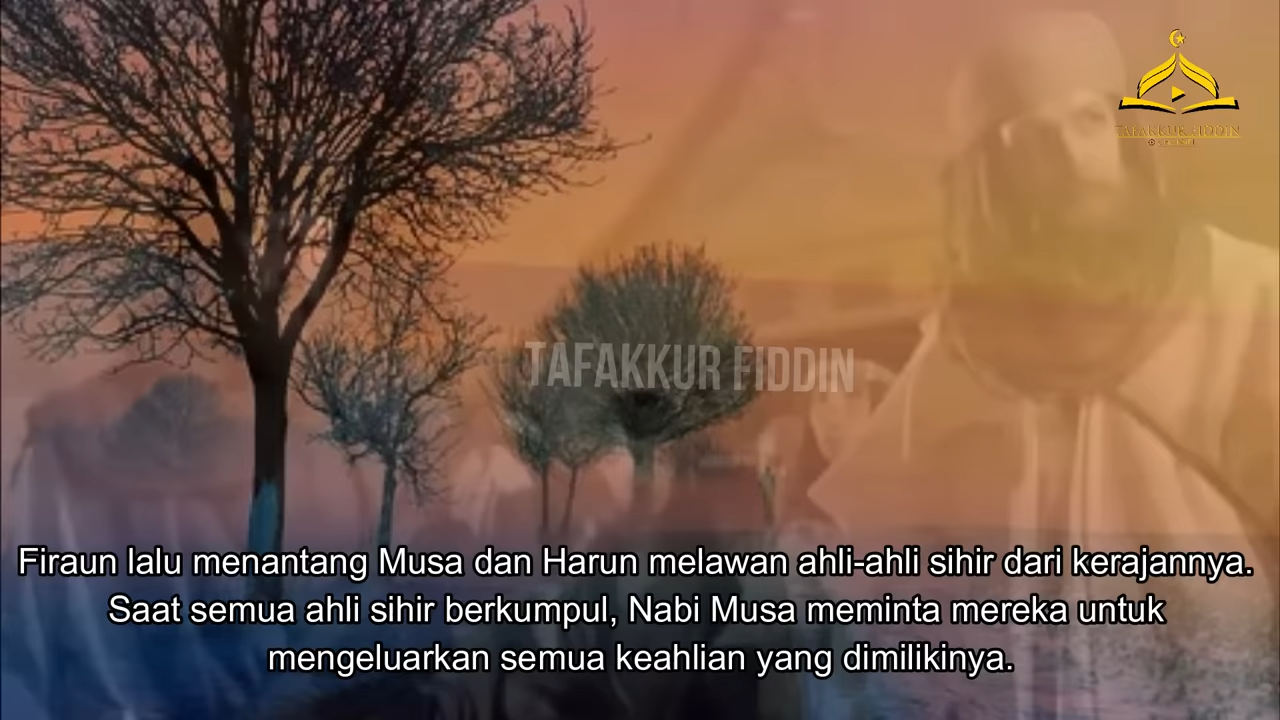 TAFAKKUR FIDDIN
TAFAKKUR FIDDIN
Firaun lalu menantang Musa dan Harun melawan ahli-ahli sihir dari kerajannya.
Saat semua ahli sihir berkumpul, Nabi Musa meminta mereka untuk
mengeluarkan semua keahlian yang dimilikinya.